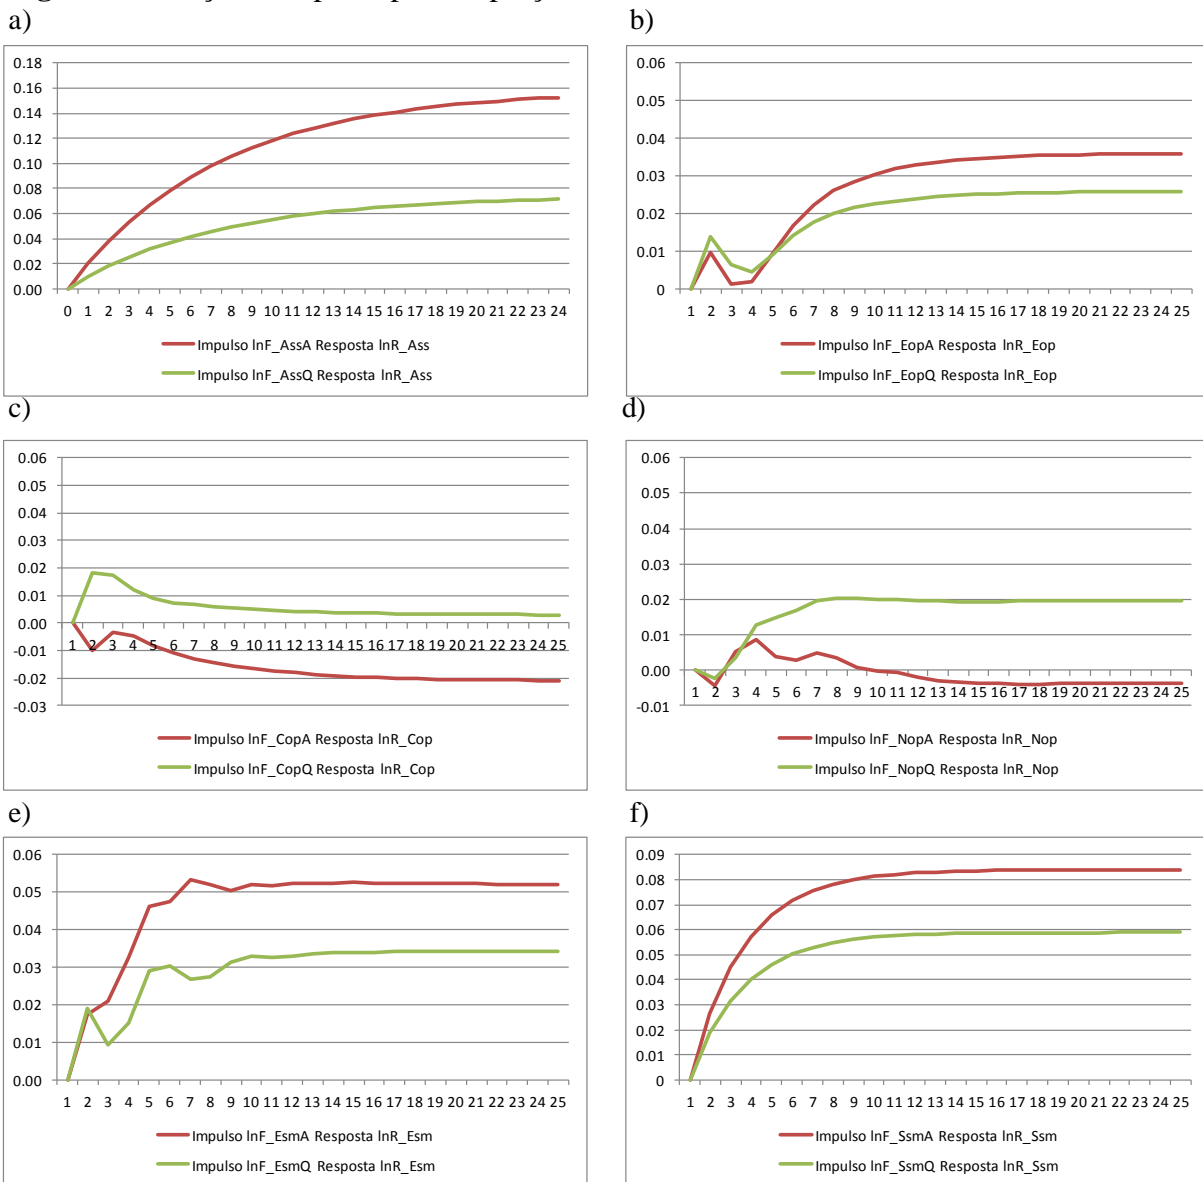 a)
b)
0.18
0.16
0.14
0.12
0.10
0.08
0.06
0.04
0.02
0.00
0 1 2 3 4 5 6 7 8 9 10 11 12 13 14 15 16 17 18 19 20 21 22 23 24
Impulso lnF_AssA Resposta lnR_Ass
Impulso lnF_AssQ Resposta lnR_Ass
0.06
0.05
0.04
0.03
0.02
0.01
0
1 2 3 4 5 6 7 8 9 10 11 12 13 14 15 16 17 18 19 20 21 22 23 24 25
Impulso lnF_EopA Resposta lnR_Eop
Impulso lnF_EopQ Resposta lnR_Eop
c)
d)
0.06
0.05
0.04
0.03
0.02
0.01
0.00
-0.01
-0.02
-0.03
1 2 3 4 5 6 7 8 9 10 11 12 13 14 15 16 17 18 19 20 21 22 23 24 25
Impulso lnF_CopA Resposta lnR_Cop
Impulso lnF_CopQ Resposta lnR_Cop
0.06
0.05
0.04
0.03
0.02
0.01
0.00
-0.01
1 2 3 4 5 6 7 8 9 10 11 12 13 14 15 16 17 18 19 20 21 22 23 24 25
Impulso lnF_NopA Resposta lnR_Nop
Impulso lnF_NopQ Resposta lnR_Nop
e)
f)
0.06
0.05
0.04
0.03
0.02
0.01
0.00
1 2 3 4 5 6 7 8 9 10 11 12 13 14 15 16 17 18 19 20 21 22 23 24 25
Impulso lnF_EsmA Resposta lnR_Esm
Impulso lnF_EsmQ Resposta lnR_Esm
0.09
0.08
0.07
0.06
0.05
0.04
0.03
0.02
0.01
0
1 2 3 4 5 6 7 8 9 10 11 12 13 14 15 16 17 18 19 20 21 22 23 24 25
Impulso lnF_SsmA Resposta lnR_Ssm
Impulso lnF_SsmQ Resposta lnR_Ssm